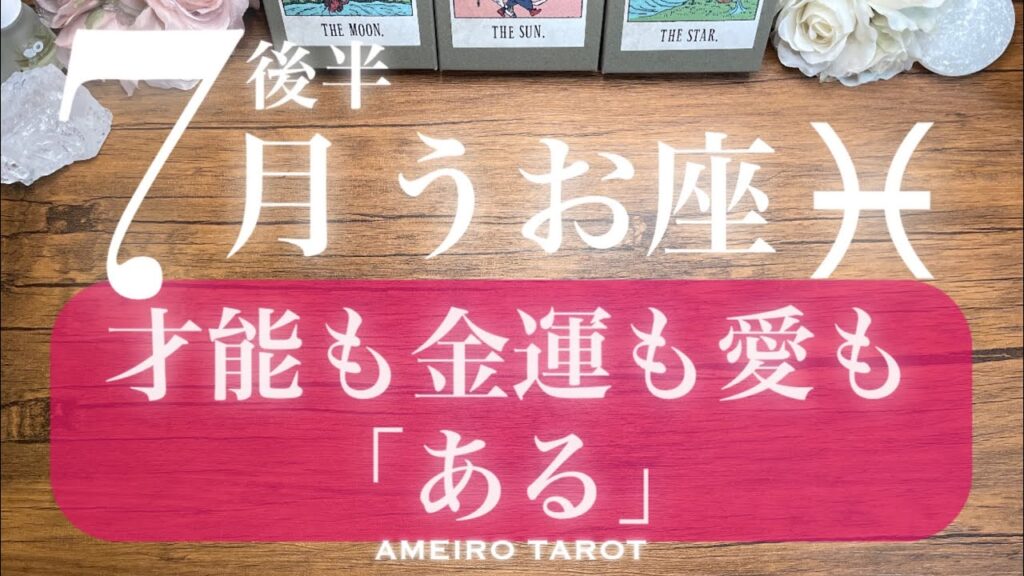 THE MOON. THE SUN. THE STAR.
7月後半 うお座 ♓
才能も金運も愛も
「ある」
AMEIRO TAROT